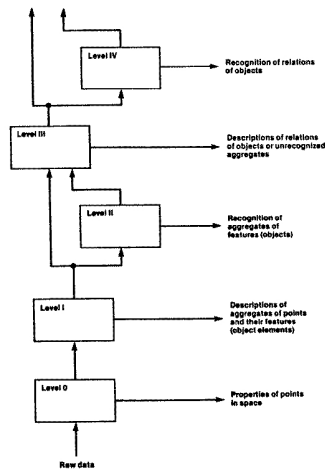 Level IV
Recognition of relations
of objects
Level III
Descriptions of relations
of objects or unrecognized
aggregates
Level II
Recognition of
aggregates of
features (objects)
Level I
Descriptions of
aggregates of points
and their features
(object elements)
Level 0
Properties of points
in space
Raw data